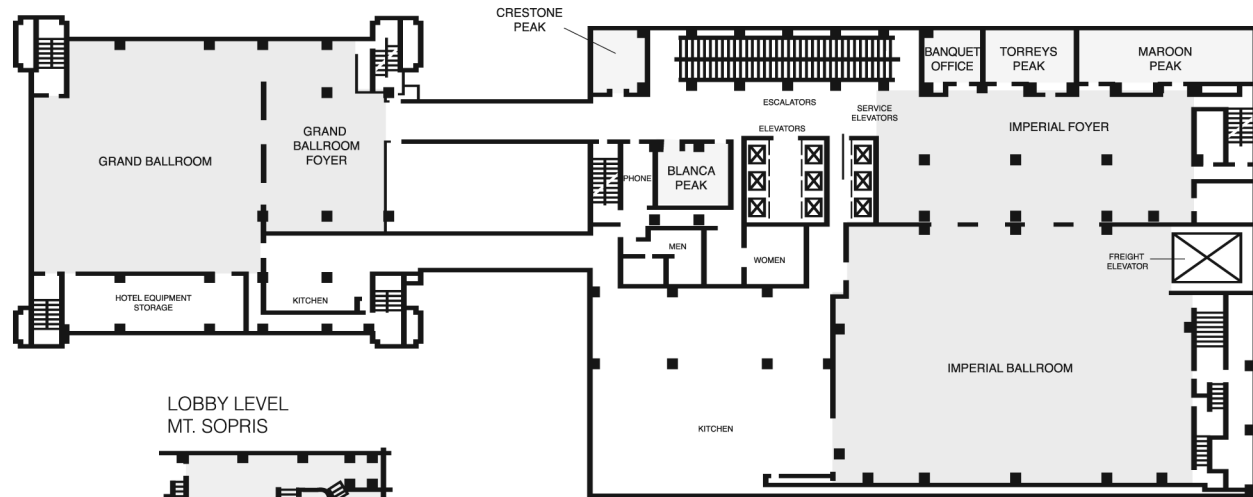 CRESTONE
PEAK
BANQUET
OFFICE
TORREYS
PEAK
MAROON
PEAK
ESCALATORS
SERVICE
ELEVATORS
ELEVATORS
IMPERIAL FOYER
GRAND
BALLROOM
FOYER
GRAND BALLROOM
PHONE
BLANCA
PEAK
MEN
WOMEN
FREIGHT
ELEVATOR
HOTEL EQUIPMENT
STORAGE
KITCHEN
IMPERIAL BALLROOM
KITCHEN
LOBBY LEVEL
MT. SOPRIS